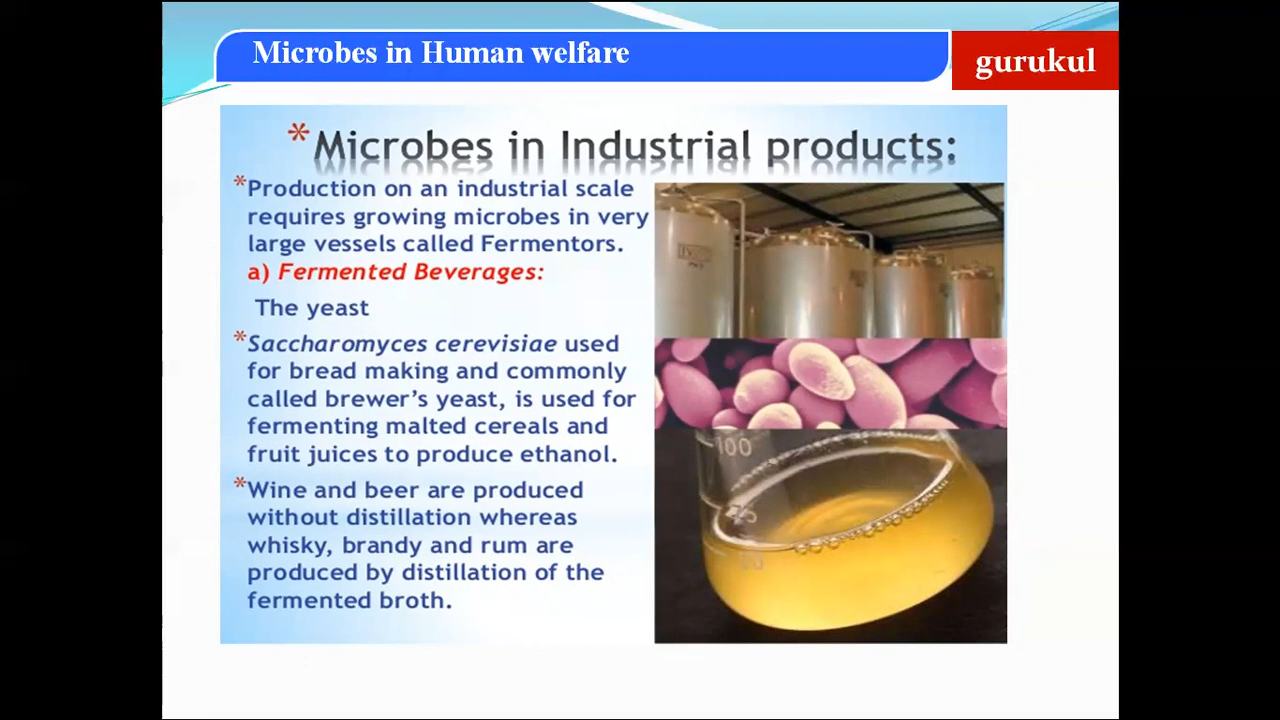 Microbes in Human welfare
gurukul
*Microbes in Industrial products:
*Production on an industrial scale
requires growing microbes in very
large vessels called Fermentors.
a) Fermented Beverages:
The yeast
*Saccharomyces cerevisiae used
for bread making and commonly
called brewer's yeast, is used for
fermenting malted cereals and
fruit juices to produce ethanol.
*Wine and beer are produced
without distillation whereas
whisky, brandy and rum are
produced by distillation of the
fermented broth.
100